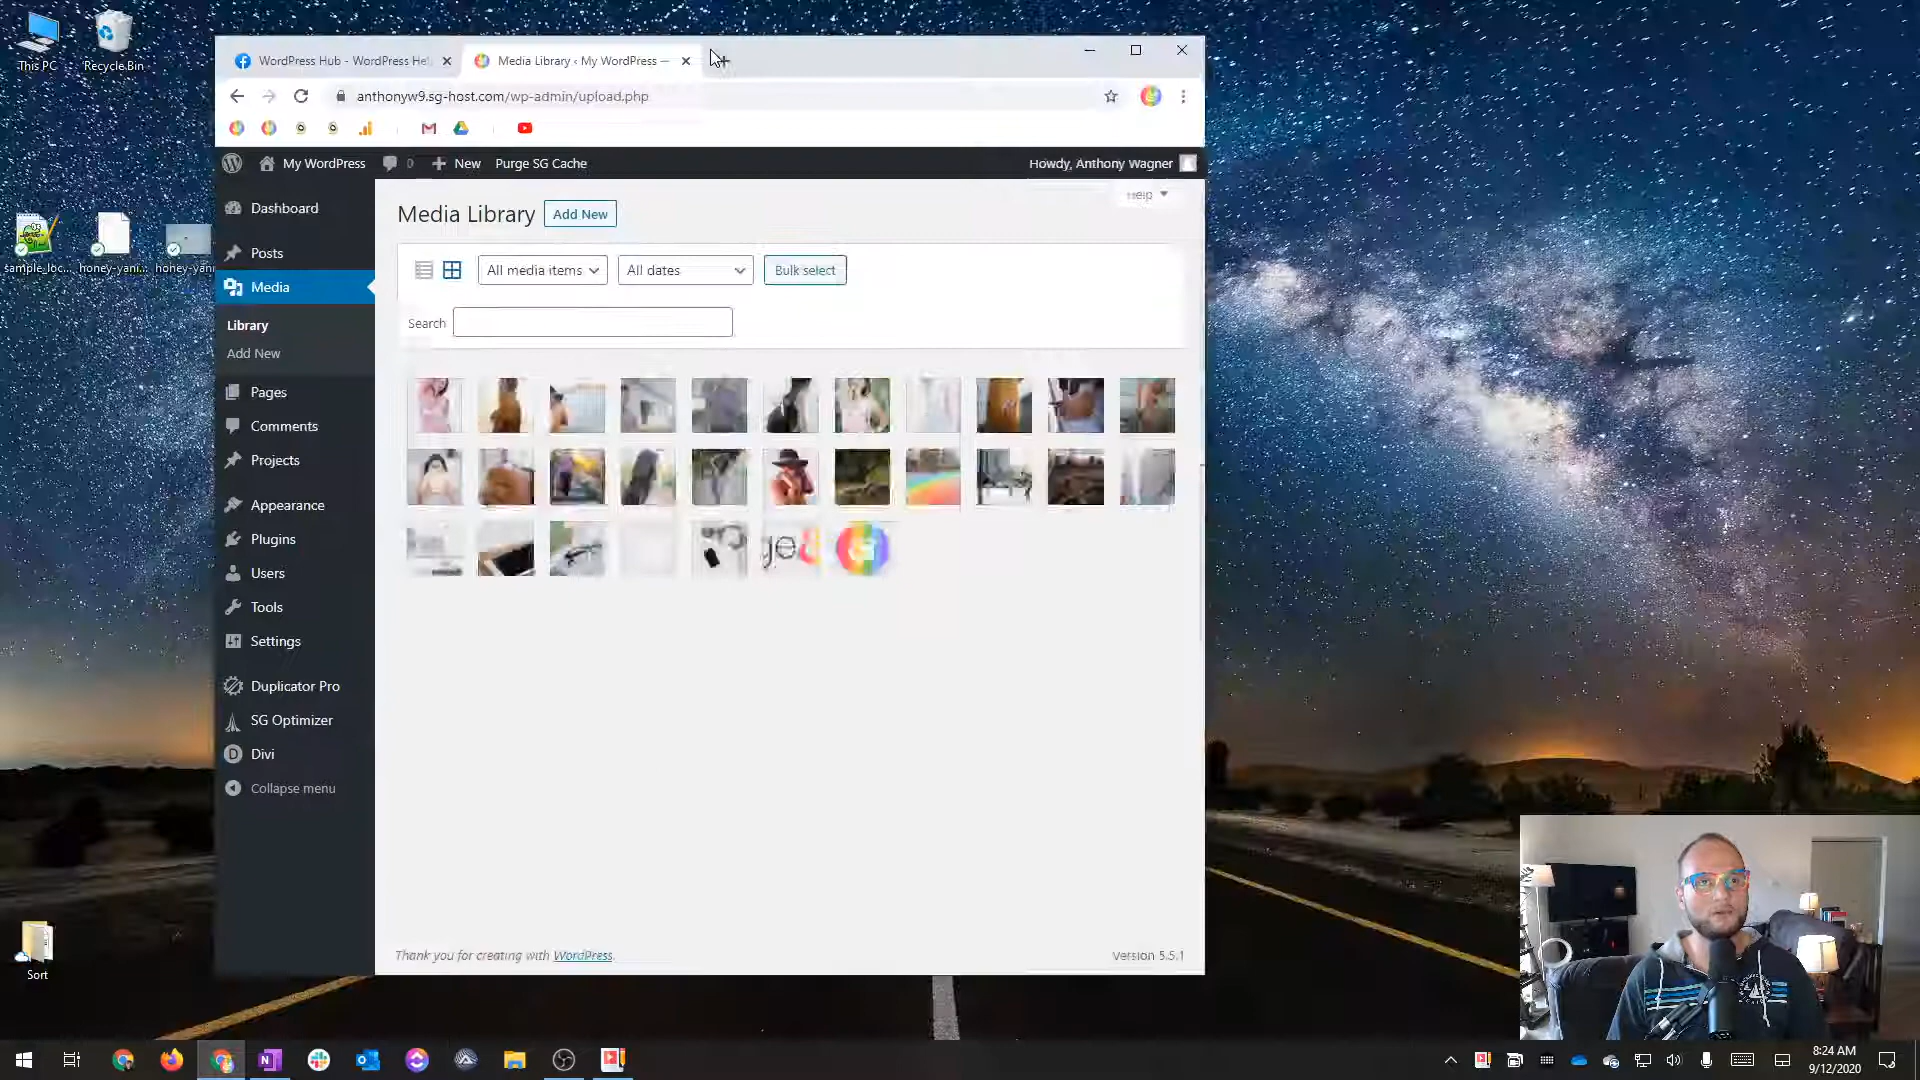 This PC
Recycle Bin
sample_loc...
honey-yani...
honey-yani
Sort
WordPress Hub - WordPress Hel
Media Library ‹ My WordPress —
anthonyw9.sg-host.com/wp-admin/upload.php
My WordPress
0
New
Purge SG Cache
Howdy, Anthony Wagner
Dashboard
Posts
Media
Library
Add New
Pages
Comments
Projects
Appearance
Plugins
Users
Tools
Settings
Duplicator Pro
SG Optimizer
Divi
Collapse menu
Help
Media Library
Add New
All media items
All dates
Bulk select
Search
je
Thank you for creating with WordPress.
Version 5.5.1
8:24 AM
9/12/2020